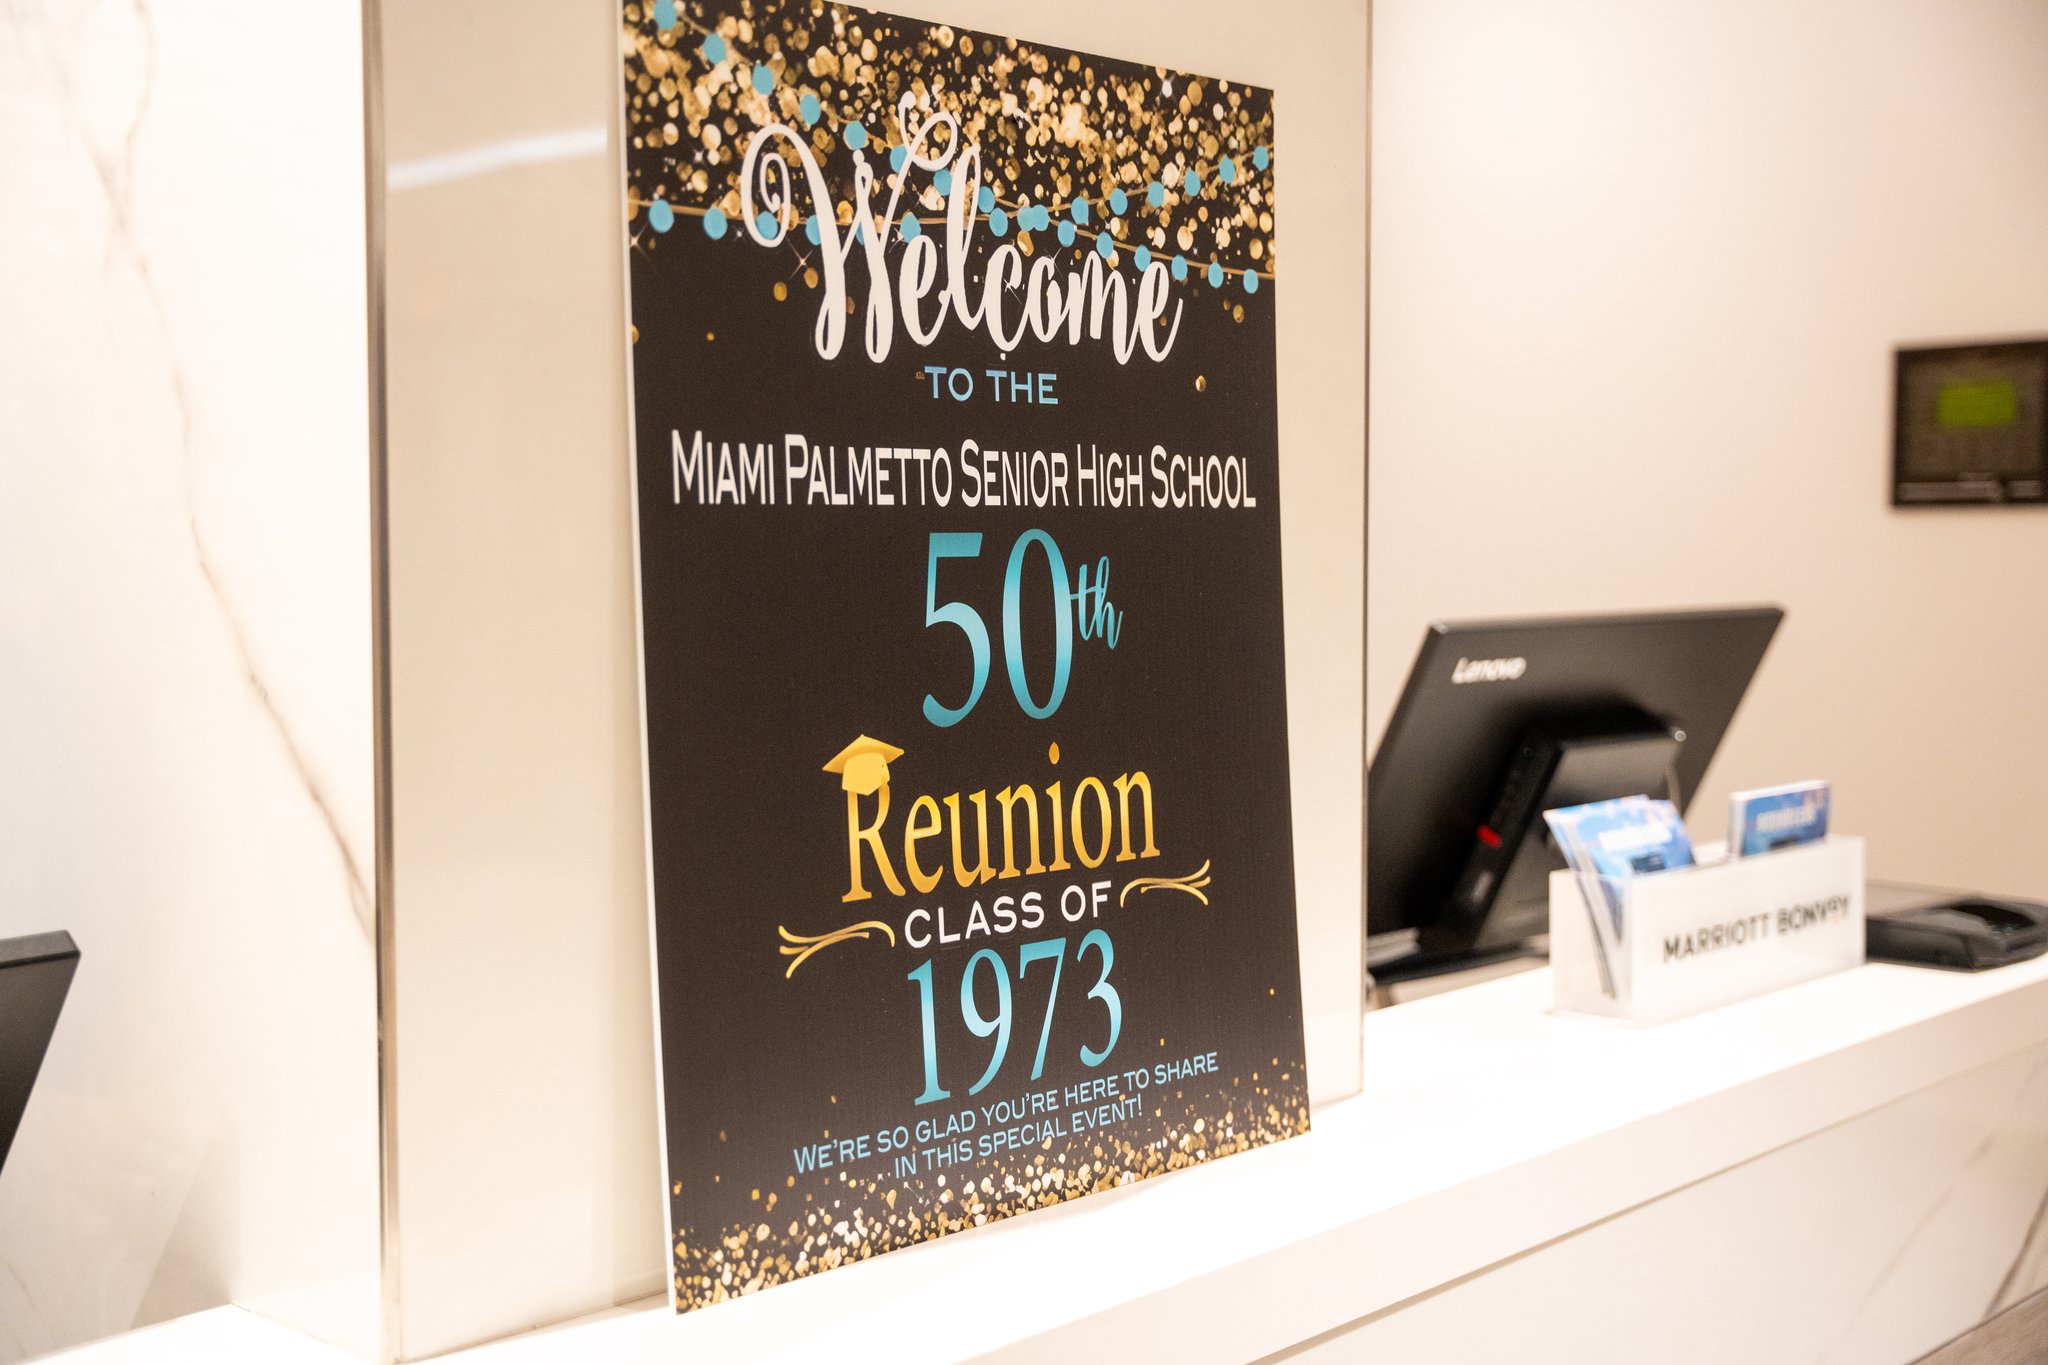 Welcome
TO THE
MIAMI PALMETTO SENIOR HIGH SCHOOL
50th
Reunion
CLASS OF
1973
WE'RE SO GLAD YOU'RE HERE TO SHARE
IN THIS SPECIAL EVENT!
Lenovo
MARRIOTT BONVOY